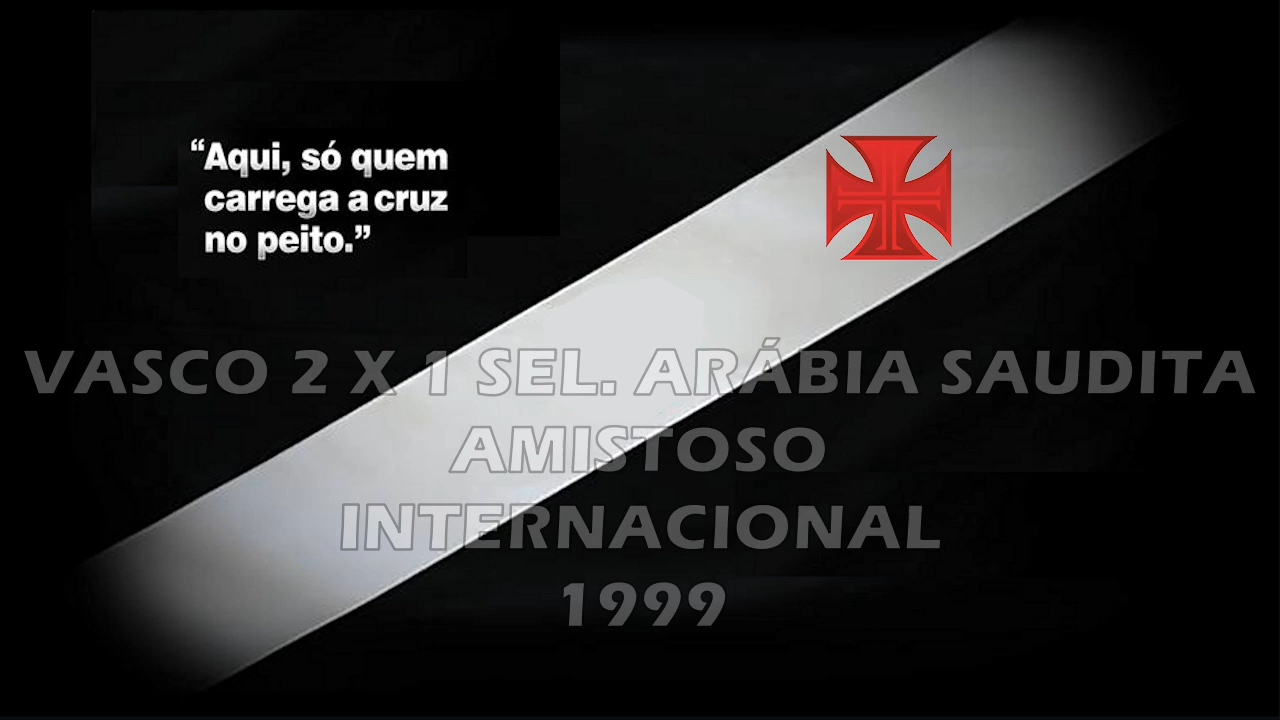 “Aqui, só quem
carrega a cruz
no peito.”
VASCO 2 X 1 SEL. ARÁBIA SAUDITA
AMISTOSO
INTERNACIONAL
1999